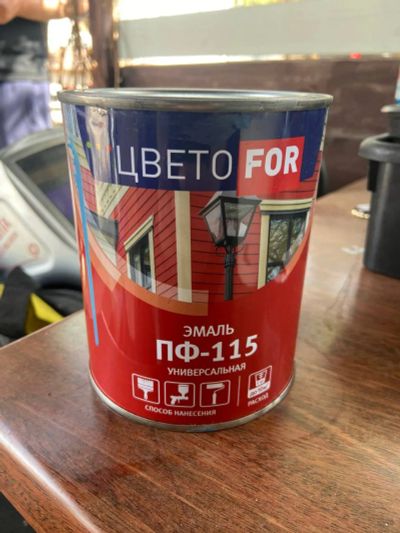 ЦВЕТО FOR
ЭМАЛЬ
ПФ-115
УНИВЕРСАЛЬНАЯ
СПОСОБ НАНЕСЕНИЯ
РАСХОД